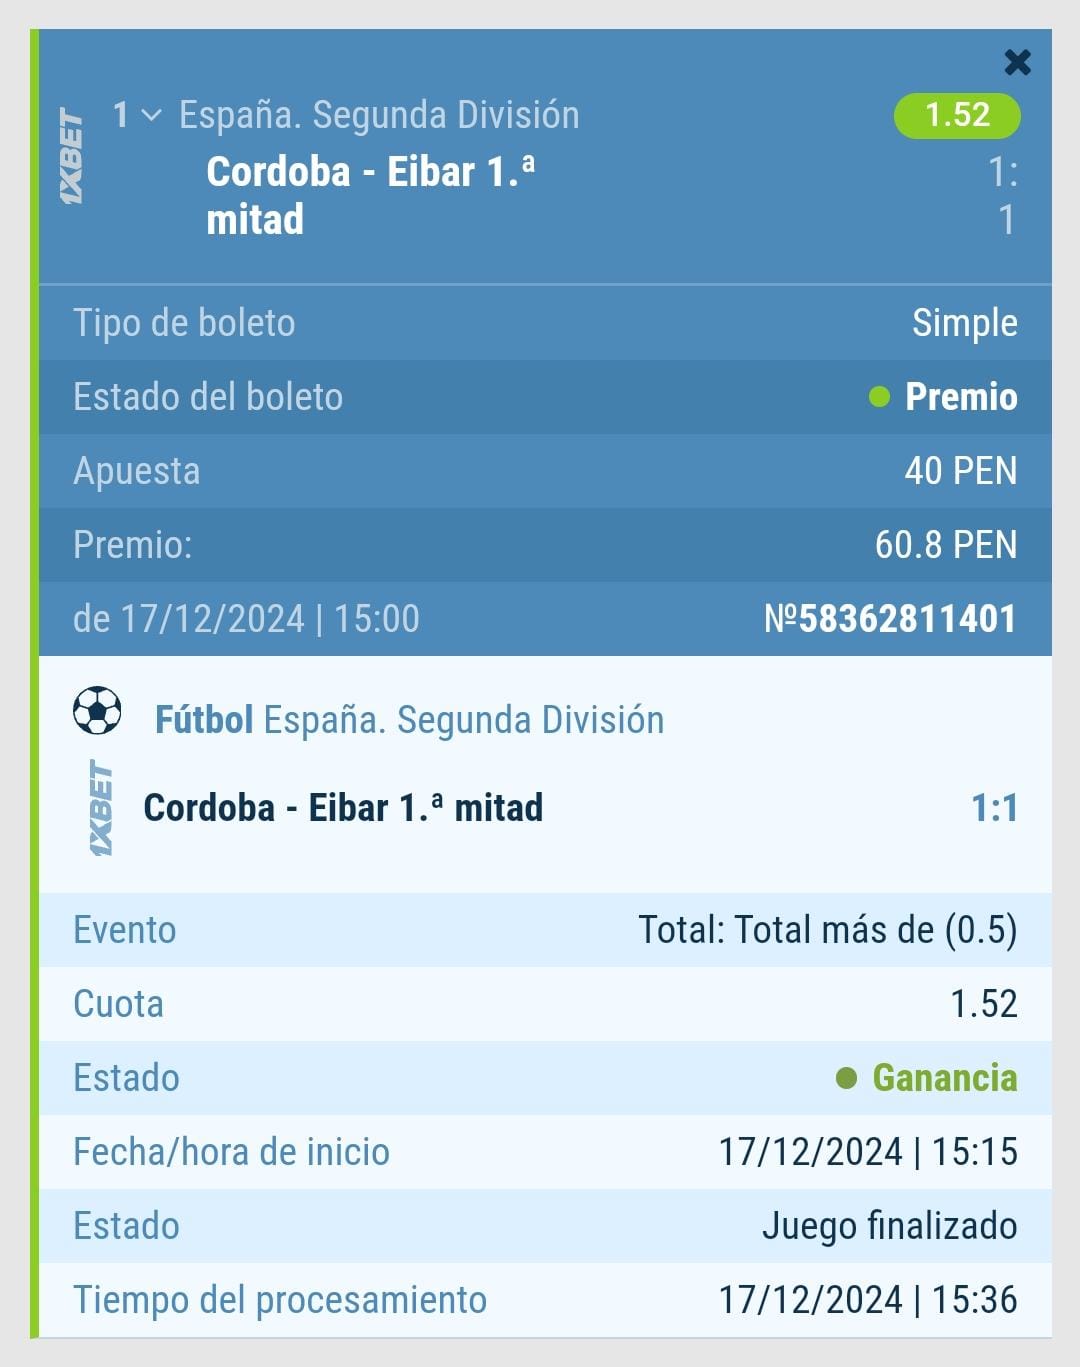 1XBET
1 España. Segunda División 1.52
Cordoba - Eibar 1.ª 1:
mitad 1
Tipo de boleto Simple
Estado del boleto Premio
Apuesta 40 PEN
Premio: 60.8 PEN
de 17/12/2024 | 15:00 №58362811401
Fútbol España. Segunda División
1XBET
Cordoba - Eibar 1.ª mitad 1:1
Evento Total: Total más de (0.5)
Cuota 1.52
Estado Ganancia
Fecha/hora de inicio 17/12/2024 | 15:15
Estado Juego finalizado
Tiempo del procesamiento 17/12/2024 | 15:36